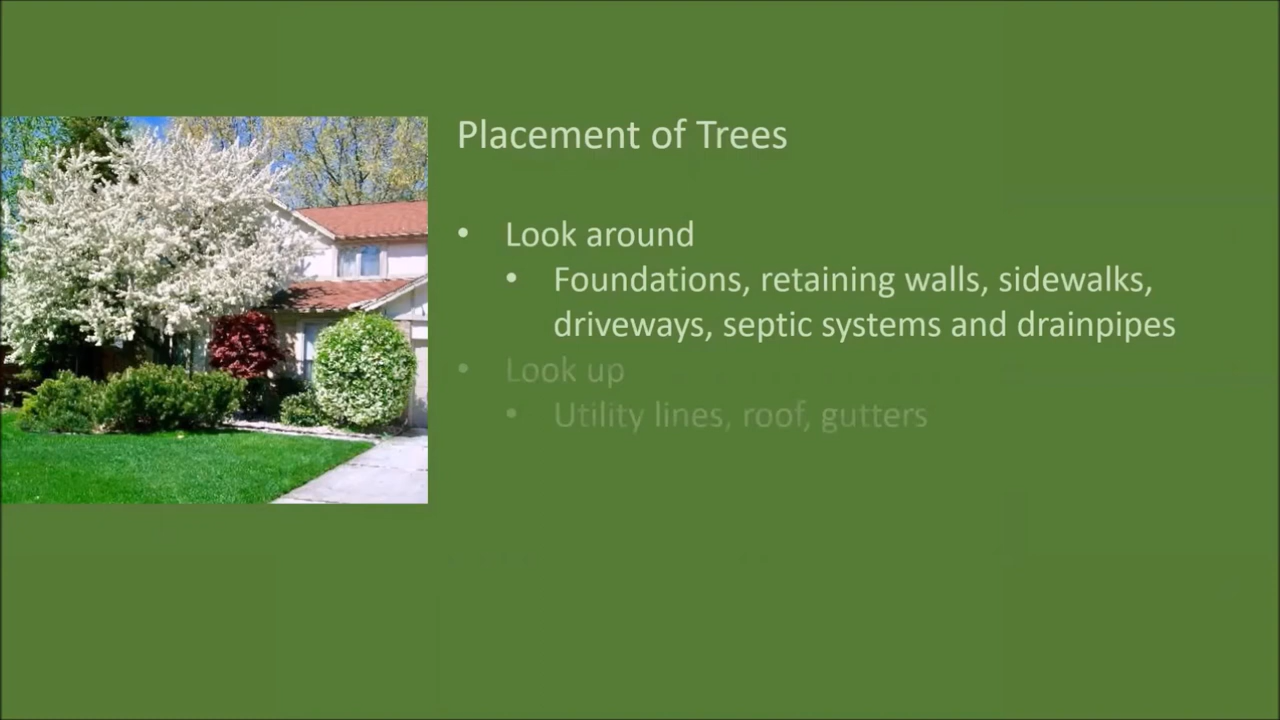 Placement of Trees
• Look around
• Foundations, retaining walls, sidewalks,
driveways, septic systems and drainpipes
• Look up
• Utility lines, roof, gutters